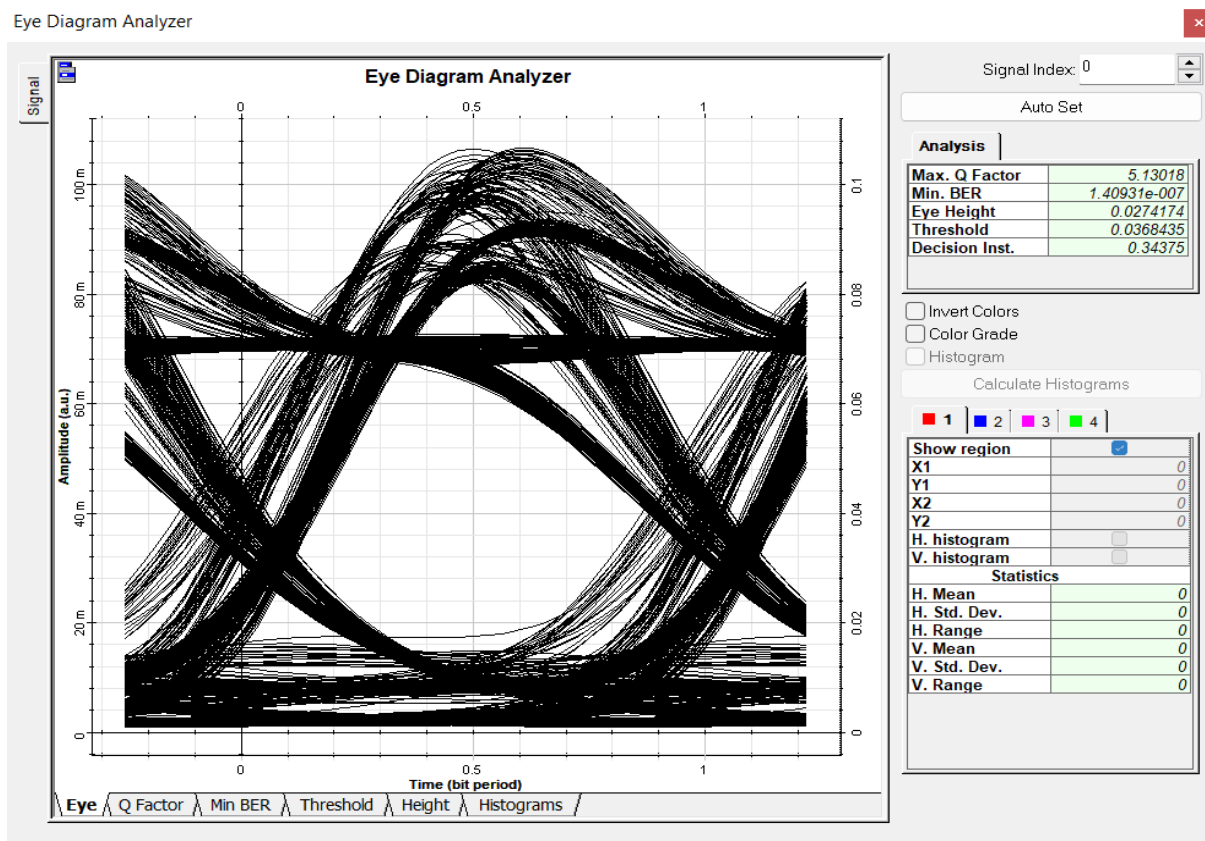 Eye Diagram Analyzer
×
Signal
Eye Diagram Analyzer
0 0.5 1
Amplitude (a.u.)
100 m
80 m
60 m
40 m
20 m
0
0.1
0.08
0.06
0.04
0.02
0
0 0.5 1
Time (bit period)
Eye Q Factor Min BER Threshold Height Histograms
Signal Index: 0
Auto Set
Analysis
Max. Q Factor 5.13018
Min. BER 1.40931e-007
Eye Height 0.0274174
Threshold 0.0368435
Decision Inst. 0.34375
Invert Colors
Color Grade
Histogram
Calculate Histograms
1 2 3 4
Show region
X1 0
Y1 0
X2 0
Y2 0
H. histogram
V. histogram
Statistics
H. Mean 0
H. Std. Dev. 0
H. Range 0
V. Mean 0
V. Std. Dev. 0
V. Range 0